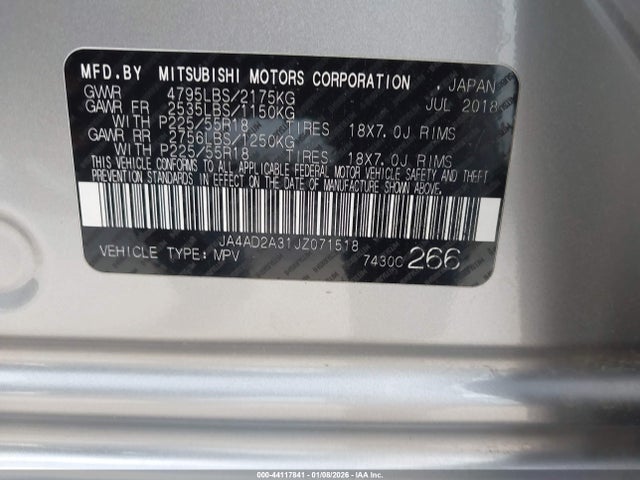 MFD.BY MITSUBISHI MOTORS CORPORATION . JAPAN
GVWR 4795LBS/2175KG JUL 2018
GAWR FR 2535LBS/1150KG
WITH P225/55R18 TIRES 18X7.0J RIMS
GAWR RR 2756LBS/1250KG
WITH P225/55R18 TIRES 18X7.0J RIMS
THIS VEHICLE CONFORMS TO ALL APPLICABLE FEDERAL MOTOR VEHICLE SAFETY AND THEFT
PREVENTION STANDARDS IN EFFECT ON THE DATE OF MANUFACTURE SHOWN ABOVE.
JA4AD2A31JZ071518
VEHICLE TYPE: MPV 7430C 266
000-44117841 - 01/08/2026 - IAA Inc.